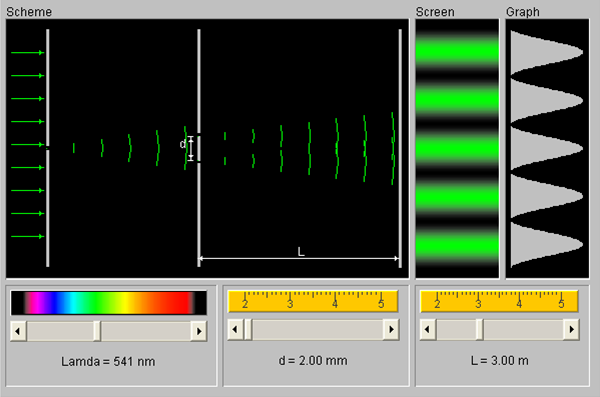 Scheme
Screen
Graph
d
L
2 3 4 5
2 3 4 5
Lamda = 541 nm
d = 2.00 mm
L = 3.00 m